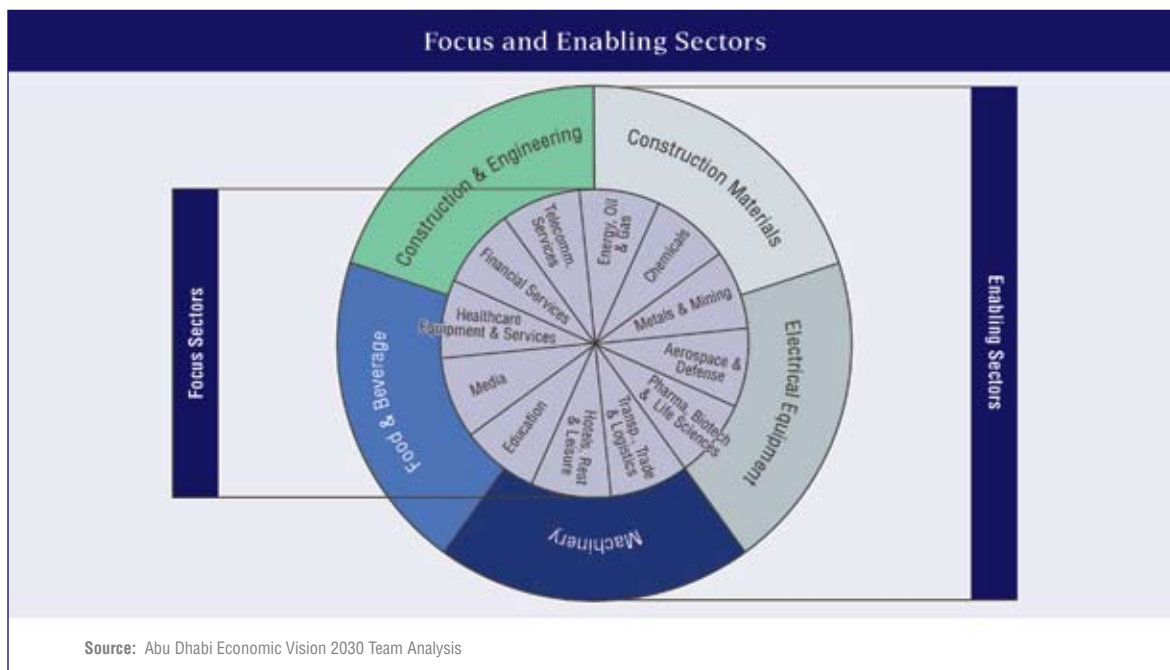 Focus and Enabling Sectors
Construction & Engineering
Construction Materials
Electrical Equipment
Machinery
Food & Beverage
Energy, Oil
& Gas
Chemicals
Metals & Mining
Aerospace &
Defense
Pharma, Biotech
& Life Sciences
Transp., Trade
& Logistics
Hotels, Rest
& Leisure
Education
Media
Healthcare
Equipment & Services
Financial Services
Telecomm.
Services
Focus Sectors
Enabling Sectors
Source: Abu Dhabi Economic Vision 2030 Team Analysis